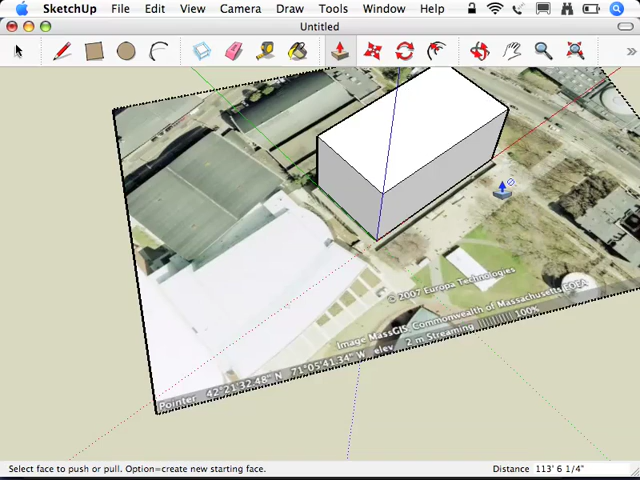 SketchUp File Edit View Camera Draw Tools Window Help
Untitled
© 2007 Europa Technologies
Image MassGIS, Commonwealth of Massachusetts EOEA
Pointer 42°21'32.48" N 71°05'41.34" W elev 2 m Streaming ||||||||| 100%
Select face to push or pull. Option=create new starting face. Distance 113' 6 1/4"